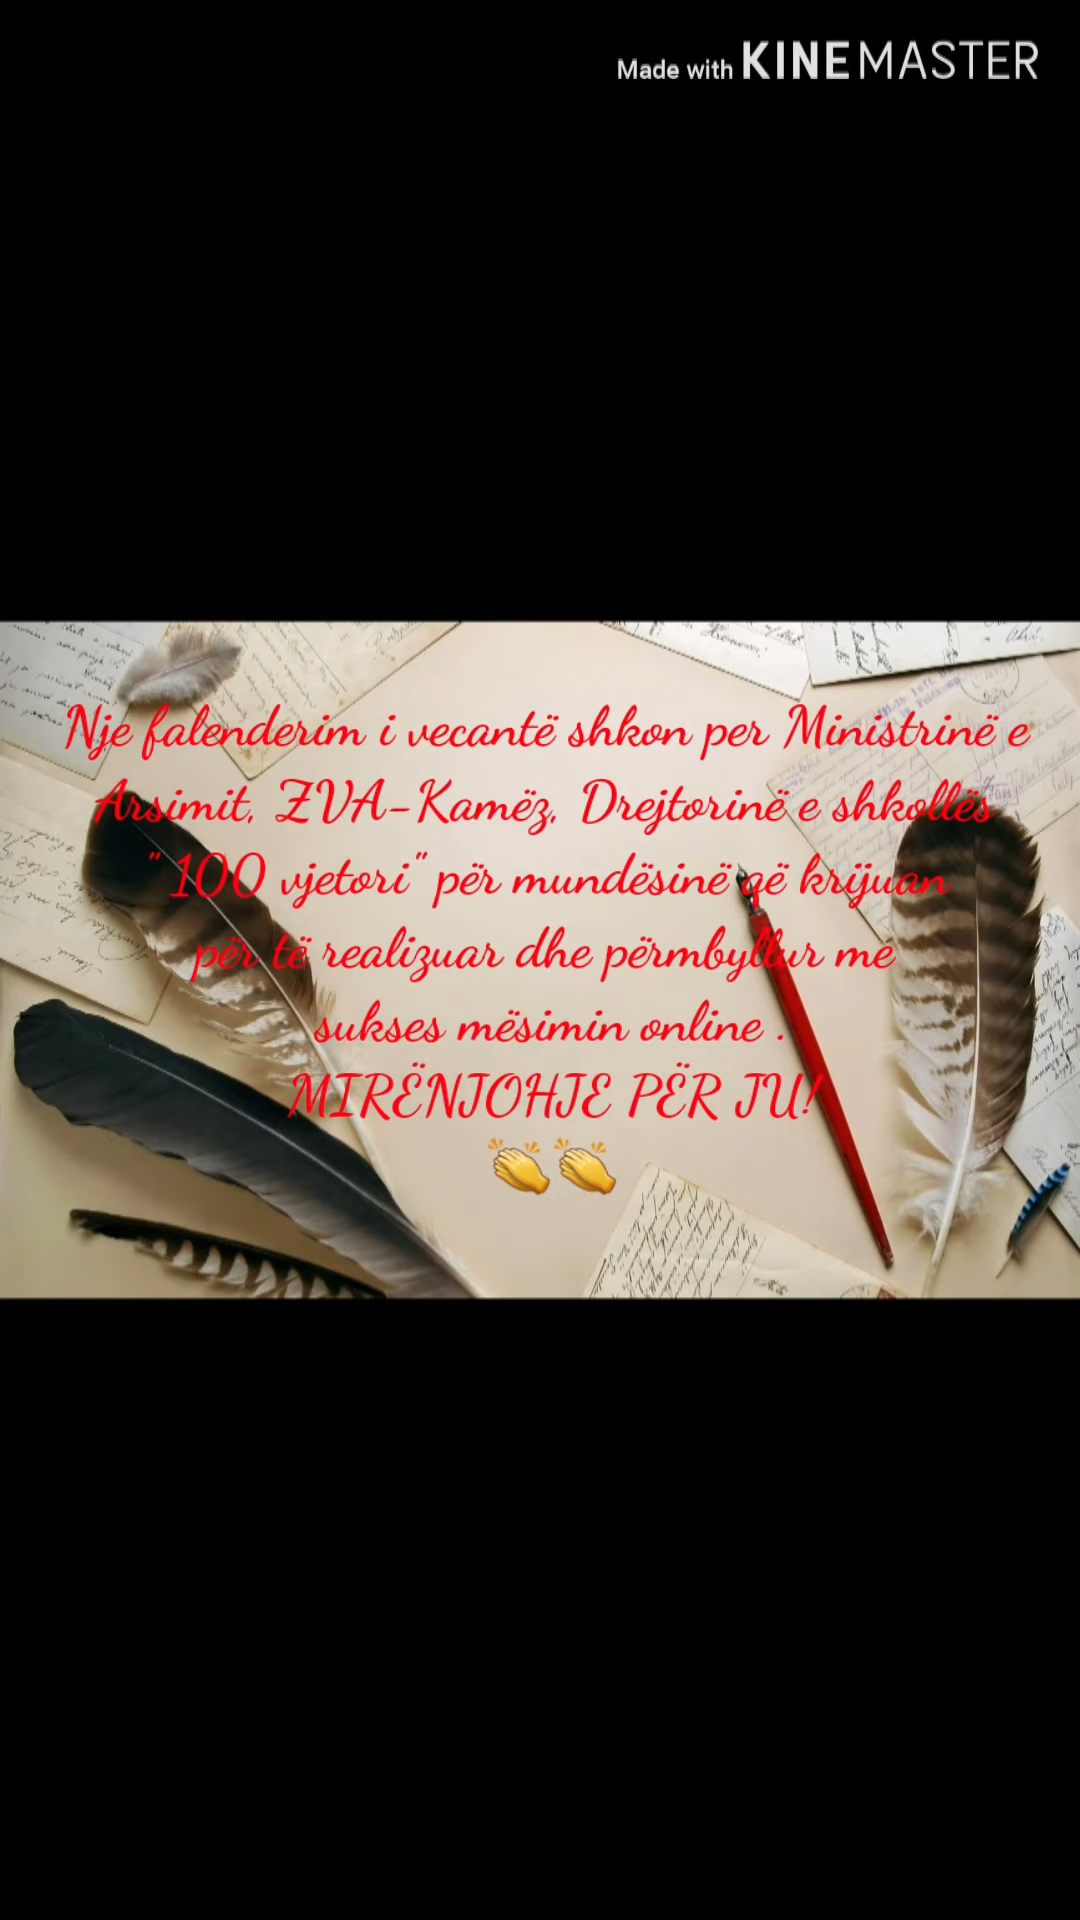 Made with KINEMASTER
Nje falenderim i vecantë shkon per Ministrinë e
Arsimit, ZVA-Kamëz, Drejtorinë e shkollës
" 100 vjetori" për mundësinë që krijuan
për të realizuar dhe përmbyllur me
sukses mësimin online .
MIRËNJOHJE PËR JU!
👏👏